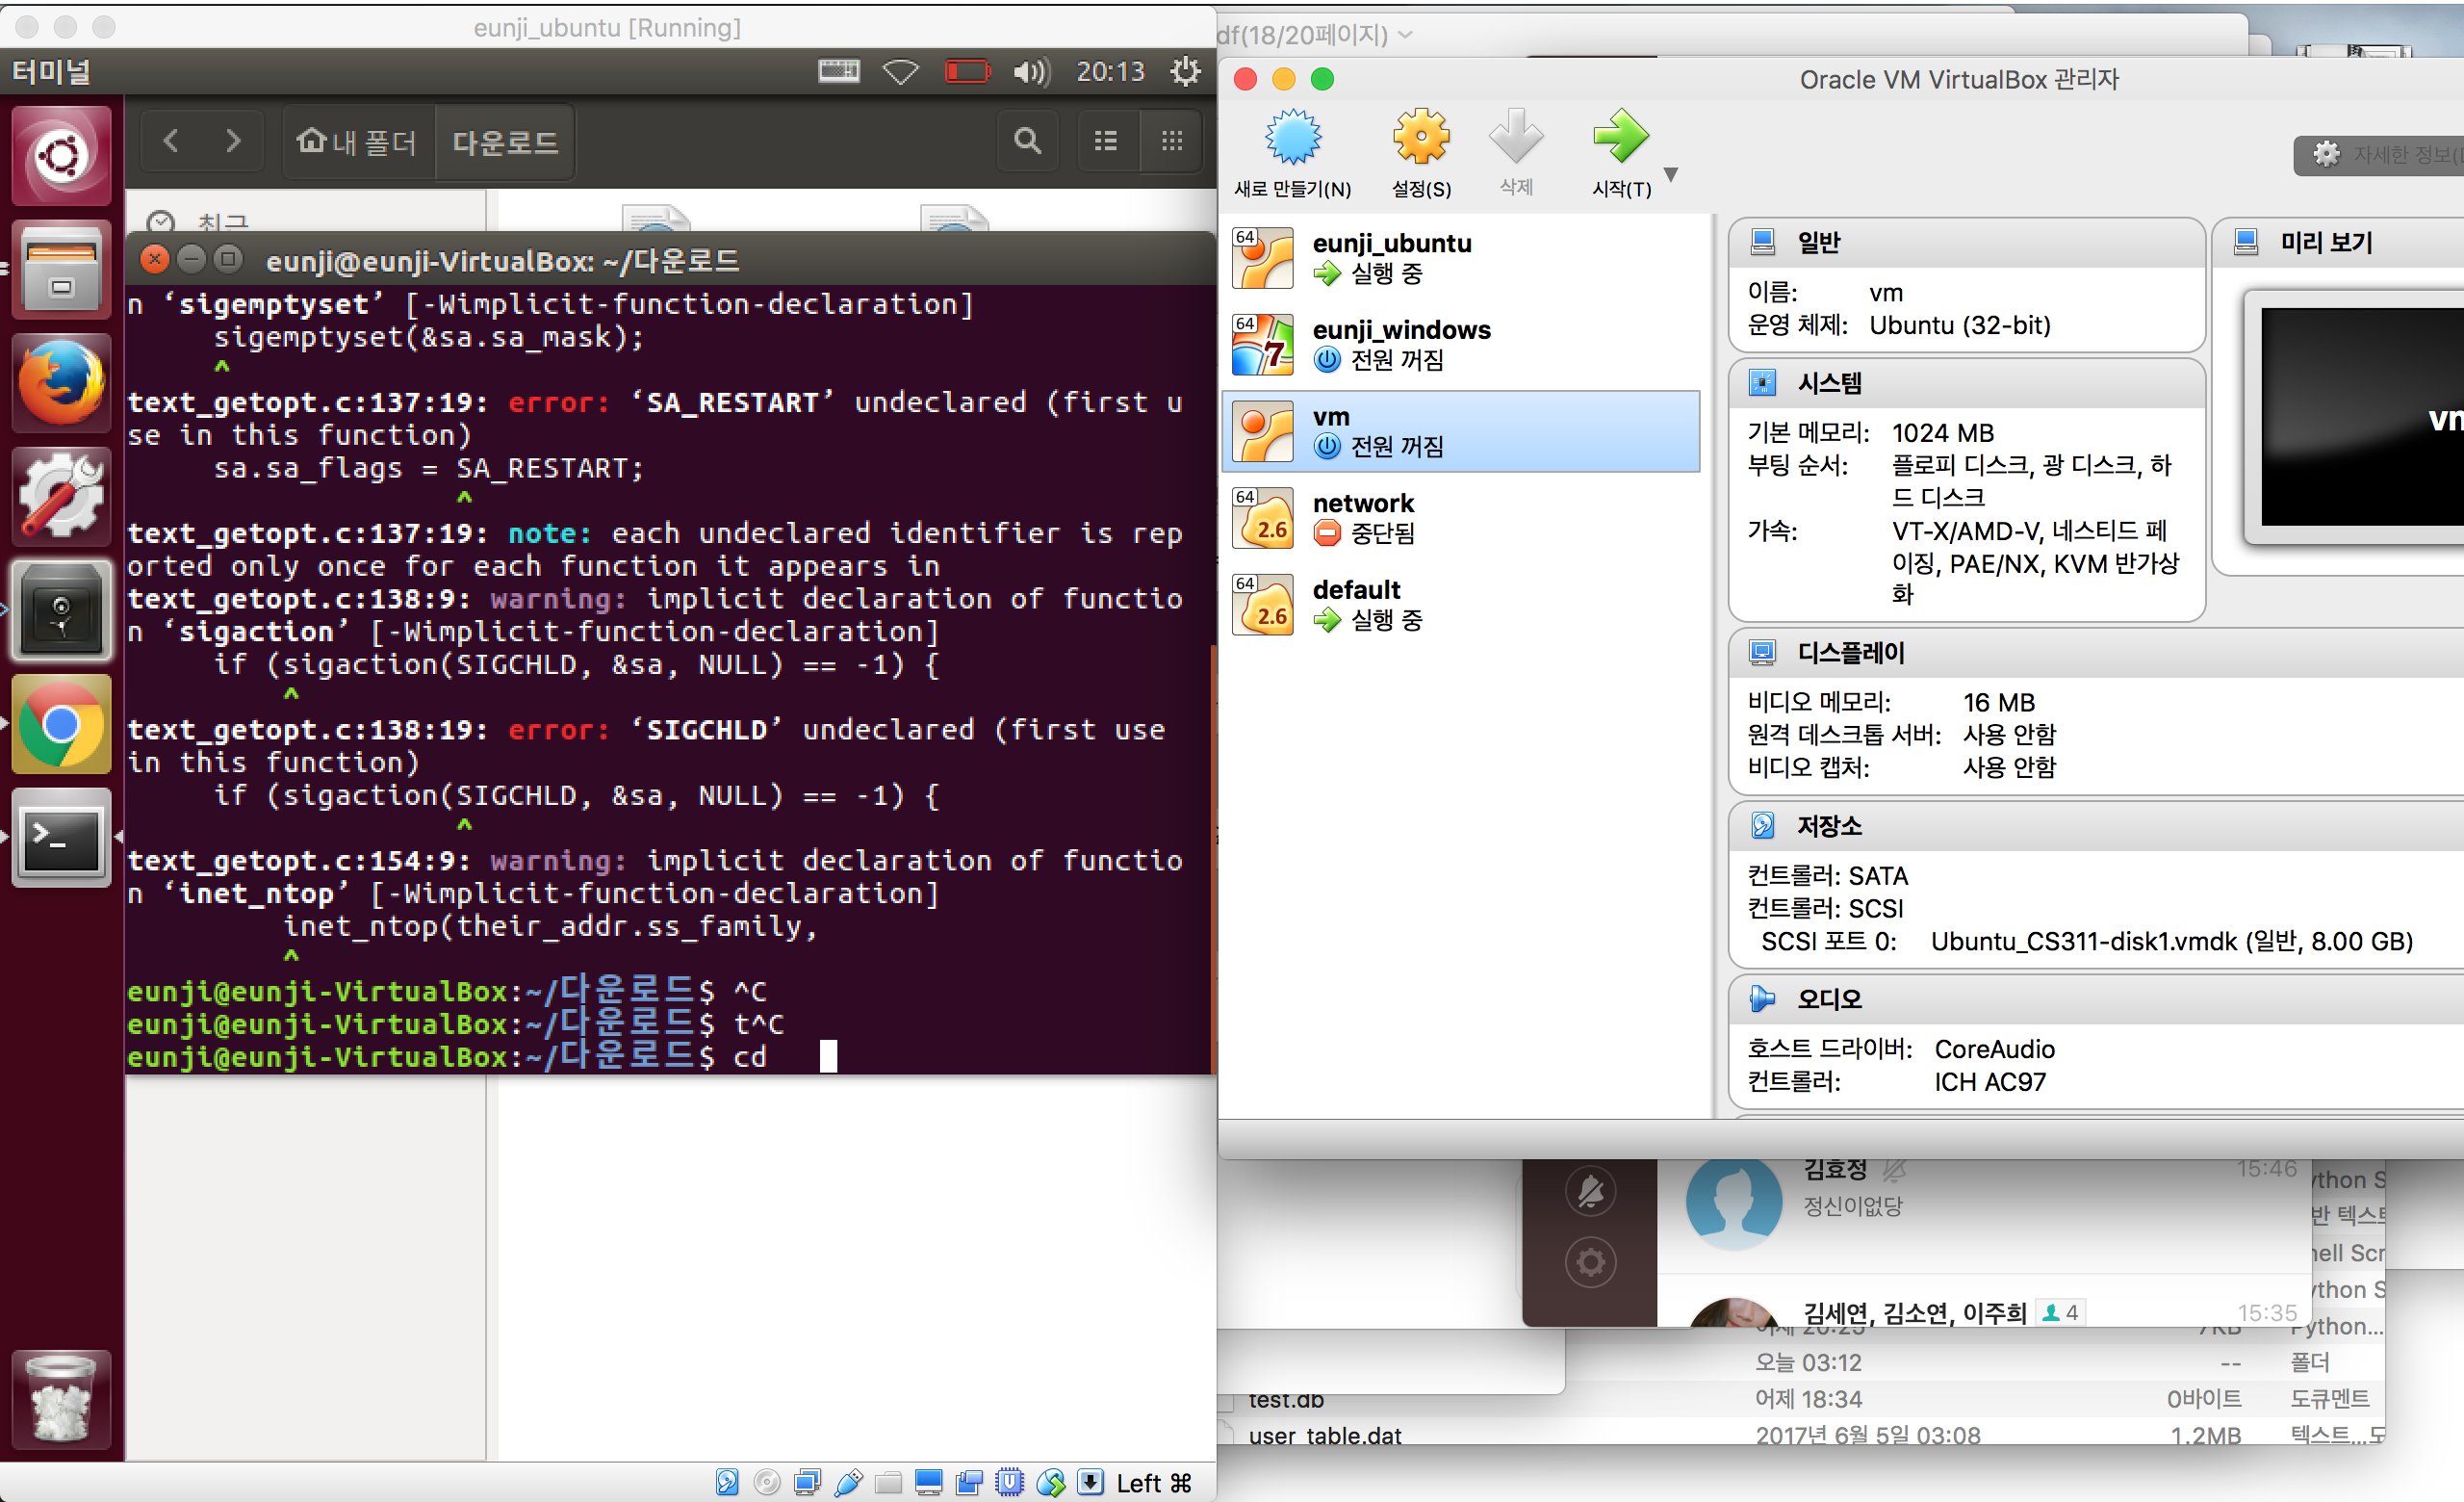 eunji_ubuntu [Running]
터미널
20:13
내 폴더
다운로드
최근
eunji@eunji-VirtualBox: ~/다운로드
n ‘sigemptyset’ [-Wimplicit-function-declaration]
sigemptyset(&sa.sa_mask);
^
text_getopt.c:137:19: error: ‘SA_RESTART’ undeclared (first u
se in this function)
sa.sa_flags = SA_RESTART;
^
text_getopt.c:137:19: note: each undeclared identifier is rep
orted only once for each function it appears in
text_getopt.c:138:9: warning: implicit declaration of functio
n ‘sigaction’ [-Wimplicit-function-declaration]
if (sigaction(SIGCHLD, &sa, NULL) == -1) {
^
text_getopt.c:138:19: error: ‘SIGCHLD’ undeclared (first use
in this function)
if (sigaction(SIGCHLD, &sa, NULL) == -1) {
^
text_getopt.c:154:9: warning: implicit declaration of functio
n ‘inet_ntop’ [-Wimplicit-function-declaration]
inet_ntop(their_addr.ss_family,
^
eunji@eunji-VirtualBox:~/다운로드$ ^C
eunji@eunji-VirtualBox:~/다운로드$ t^C
eunji@eunji-VirtualBox:~/다운로드$ cd
Left ⌘
df(18/20페이지)
Oracle VM VirtualBox 관리자
새로 만들기(N)
설정(S)
삭제
시작(T)
자세한 정보(
64
eunji_ubuntu
실행 중
64
7
eunji_windows
전원 꺼짐
vm
전원 꺼짐
64
2.6
network
중단됨
64
2.6
default
실행 중
일반
이름: vm
운영 체제: Ubuntu (32-bit)
미리 보기
시스템
기본 메모리: 1024 MB
부팅 순서: 플로피 디스크, 광 디스크, 하
드 디스크
가속: VT-X/AMD-V, 네스티드 페
이징, PAE/NX, KVM 반가상
화
디스플레이
비디오 메모리: 16 MB
원격 데스크톱 서버: 사용 안함
비디오 캡처: 사용 안함
저장소
컨트롤러: SATA
컨트롤러: SCSI
SCSI 포트 0: Ubuntu_CS311-disk1.vmdk (일반, 8.00 GB)
오디오
호스트 드라이버: CoreAudio
컨트롤러: ICH AC97
김효정
15:46
정신이없당
김세연, 김소연, 이주희 4
15:35
ython S
반 텍스트
hell Scr
ython S
7KB Python...
오늘 03:12 -- 폴더
test.db 어제 18:34 0바이트 도큐멘트
user_table.dat 2017년 6월 5일 03:08 1.2MB 텍스트...도